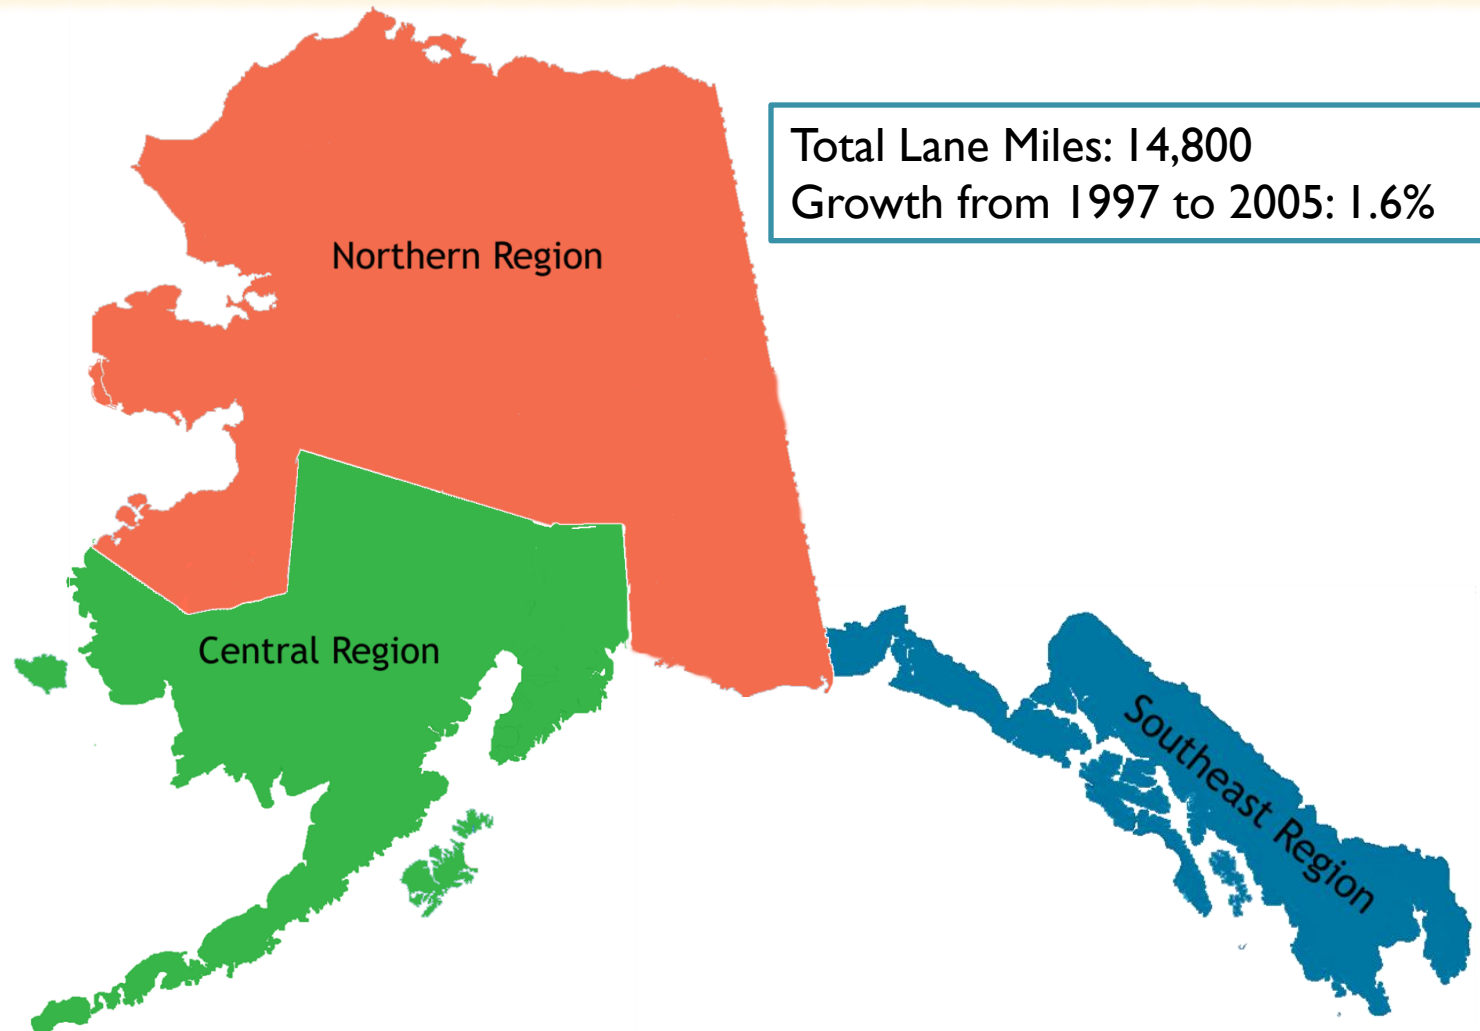 Total Lane Miles: 14,800
Growth from 1997 to 2005: 1.6%
Northern Region
Central Region
Southeast Region